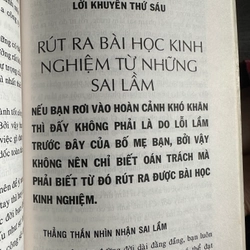 LỜI KHUYÊN THỨ SÁU
RÚT RA BÀI HỌC KINH
NGHIỆM TỪ NHỮNG
SAI LẦM
NẾU BẠN RƠI VÀO HOÀN CẢNH KHÓ KHĂN
THÌ ĐẤY KHÔNG PHẢI LÀ DO LỖI LẦM
TRƯỚC ĐÂY CỦA BỐ MẸ BẠN, BỞI VẬY
KHÔNG NÊN CHỈ BIẾT OÁN TRÁCH MÀ
PHẢI BIẾT TỪ ĐÓ RÚT RA ĐƯỢC BÀI HỌC
KINH NGHIỆM.
THẲNG THẮN NHÌN NHẬN SAI LẦM